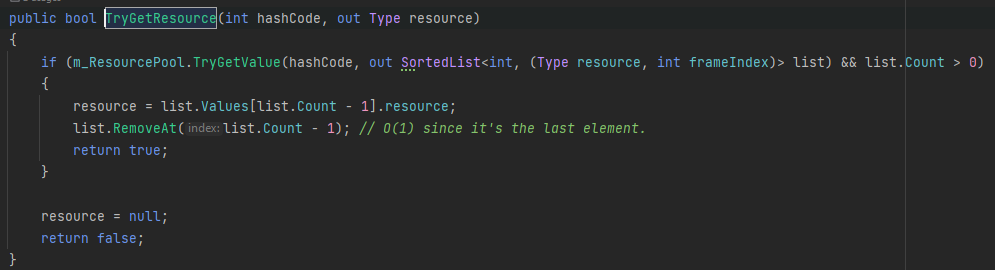 public bool TryGetResource(int hashCode, out Type resource)
{
if (m_ResourcePool.TryGetValue(hashCode, out SortedList<int, (Type resource, int frameIndex)> list) && list.Count > 0)
{
resource = list.Values[list.Count - 1].resource;
list.RemoveAt(index: list.Count - 1); // O(1) since it's the last element.
return true;
}
resource = null;
return false;
}